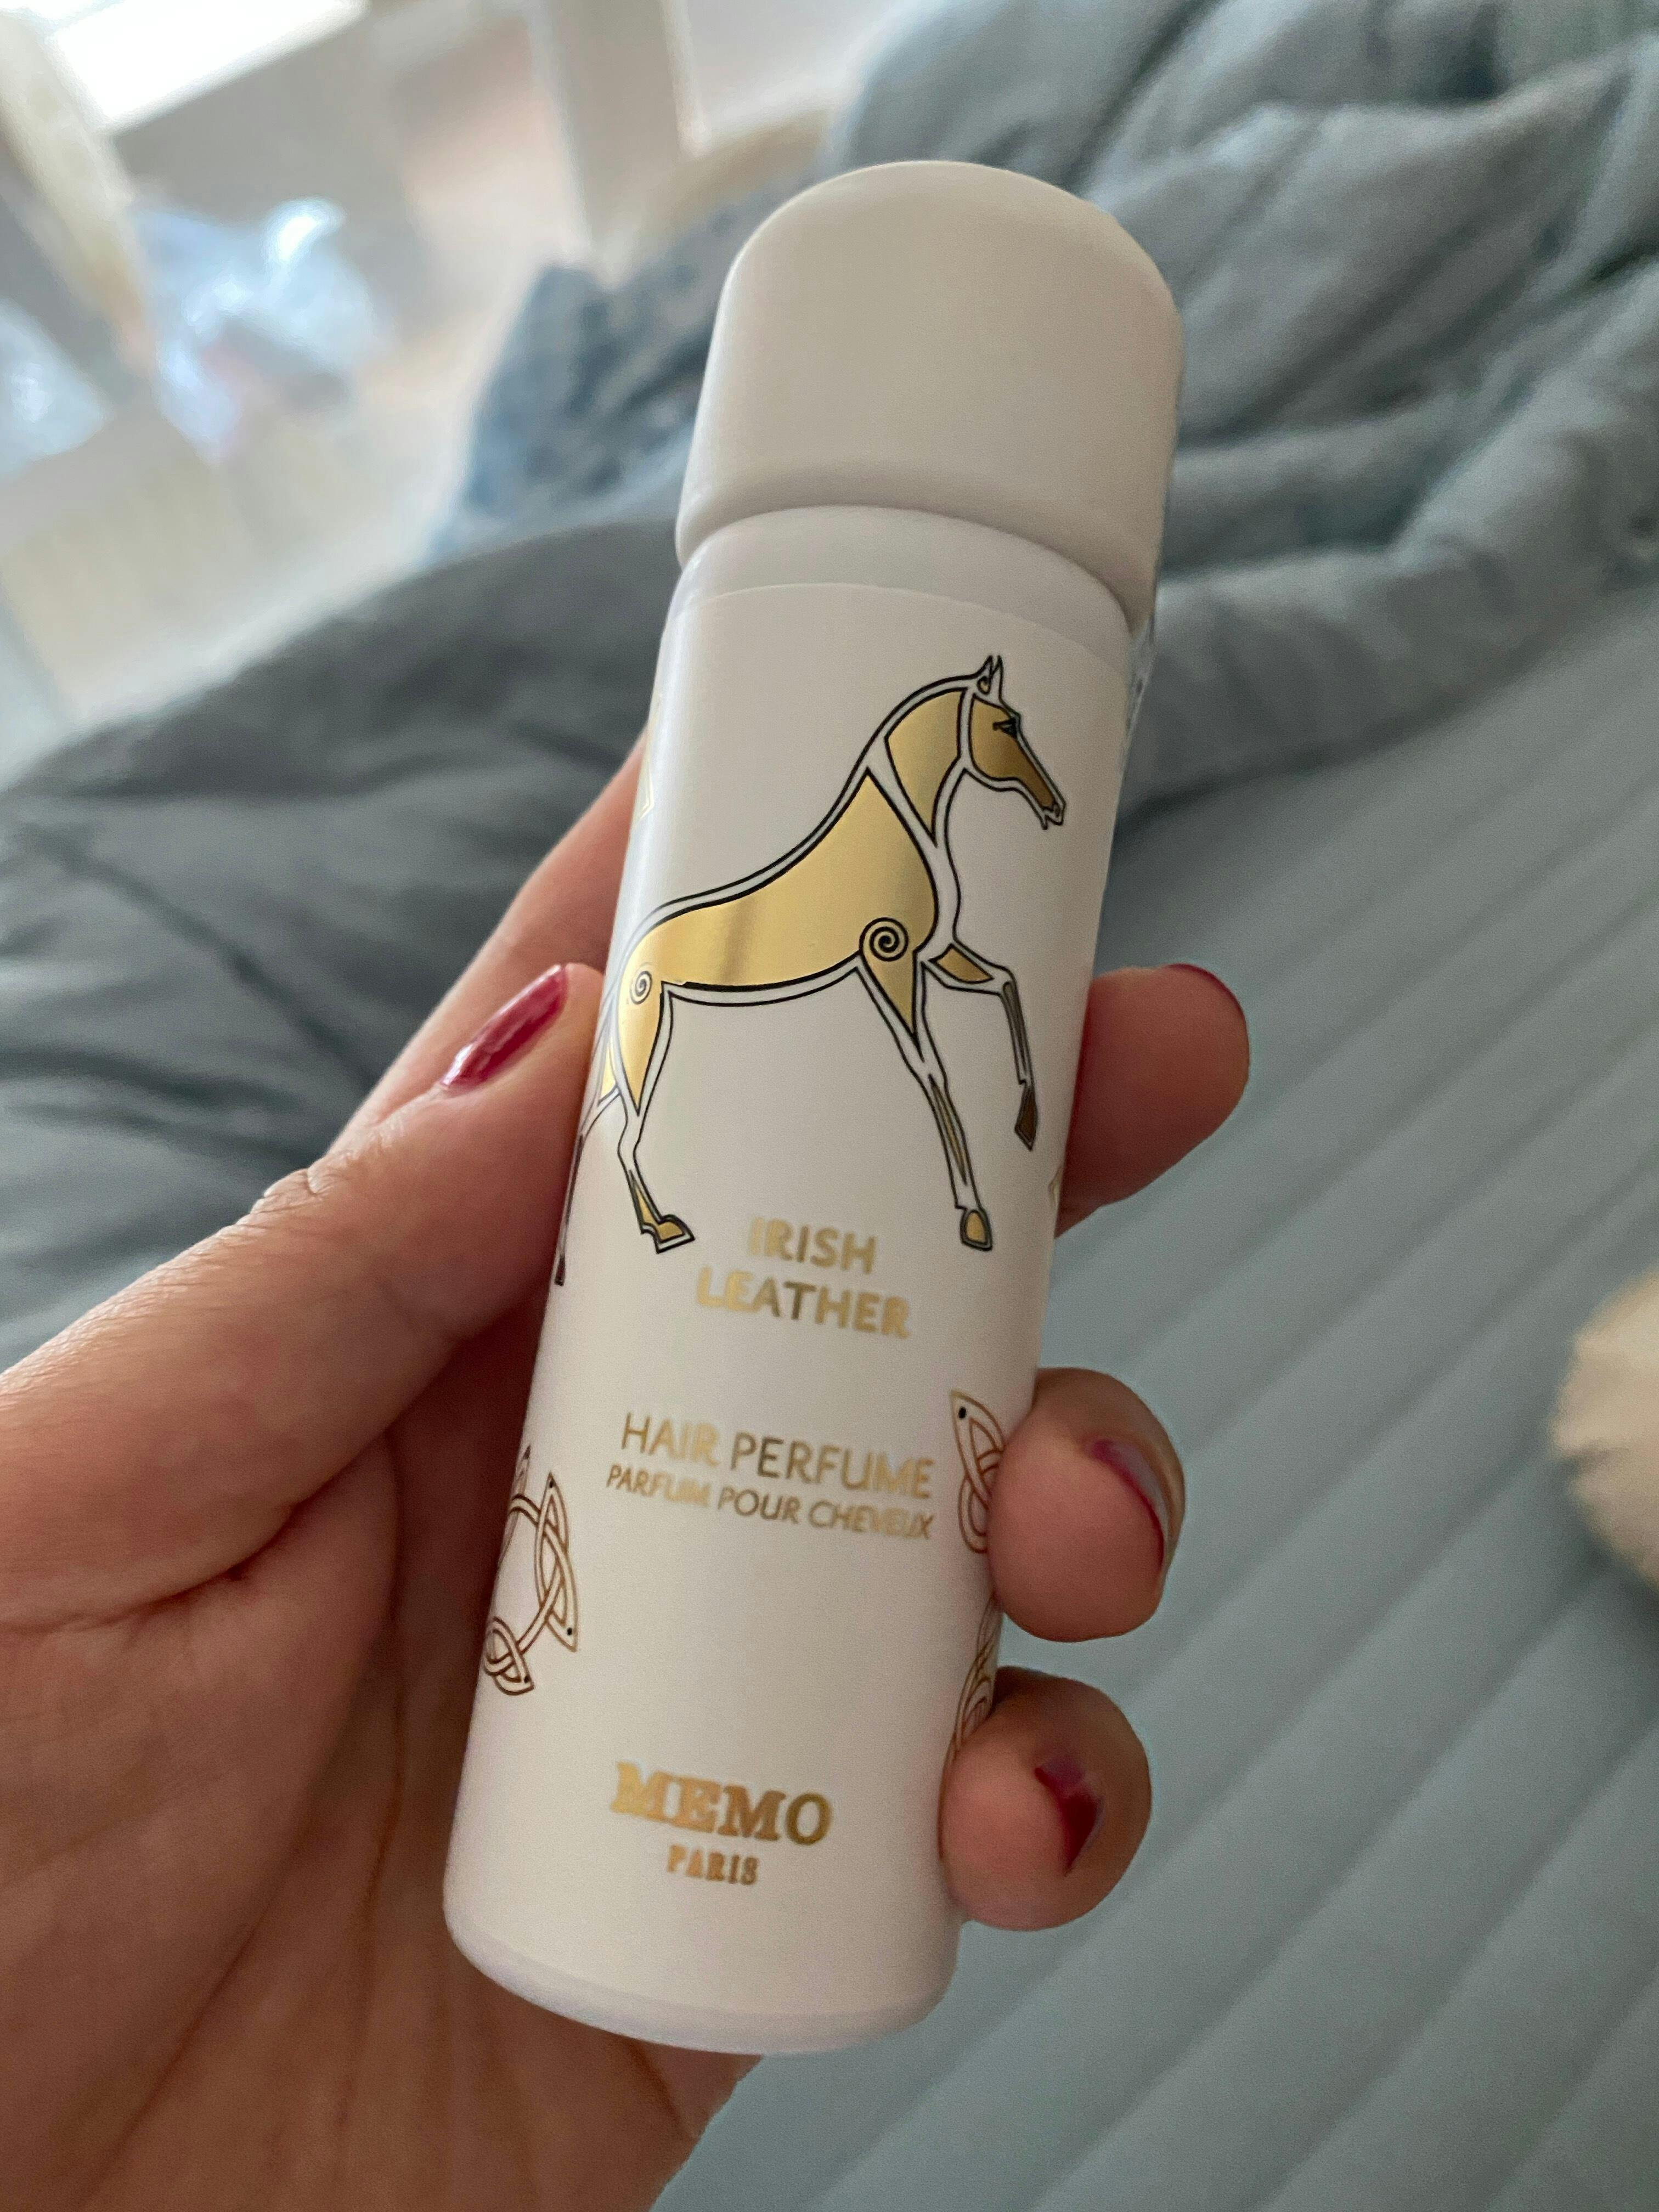 IRISH
LEATHER
HAIR PERFUME
PARFUM POUR CHEVEUX
MEMO
PARIS